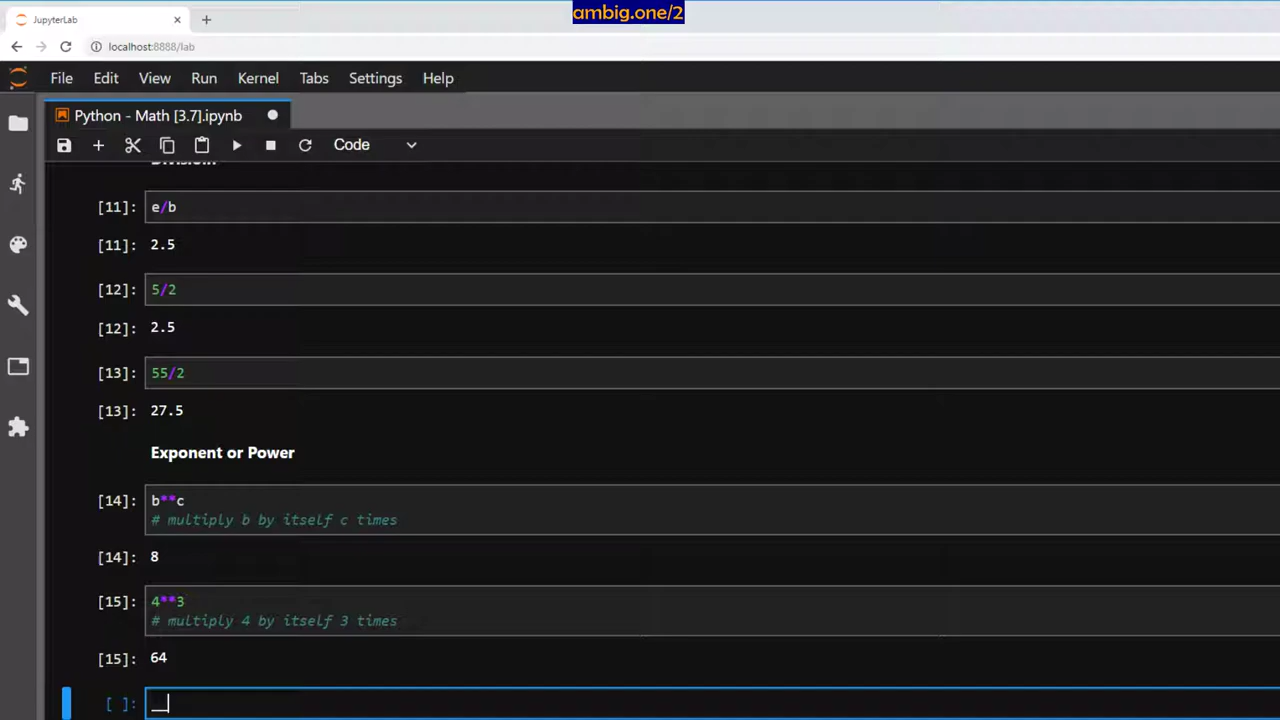 ambig.one/2
JupyterLab
localhost:8888/lab
File Edit View Run Kernel Tabs Settings Help
Python - Math [3.7].ipynb
Code
Division
[11]: e/b
[11]: 2.5
[12]: 5/2
[12]: 2.5
[13]: 55/2
[13]: 27.5
Exponent or Power
[14]: b**c
# multiply b by itself c times
[14]: 8
[15]: 4**3
# multiply 4 by itself 3 times
[15]: 64
[ ]: __